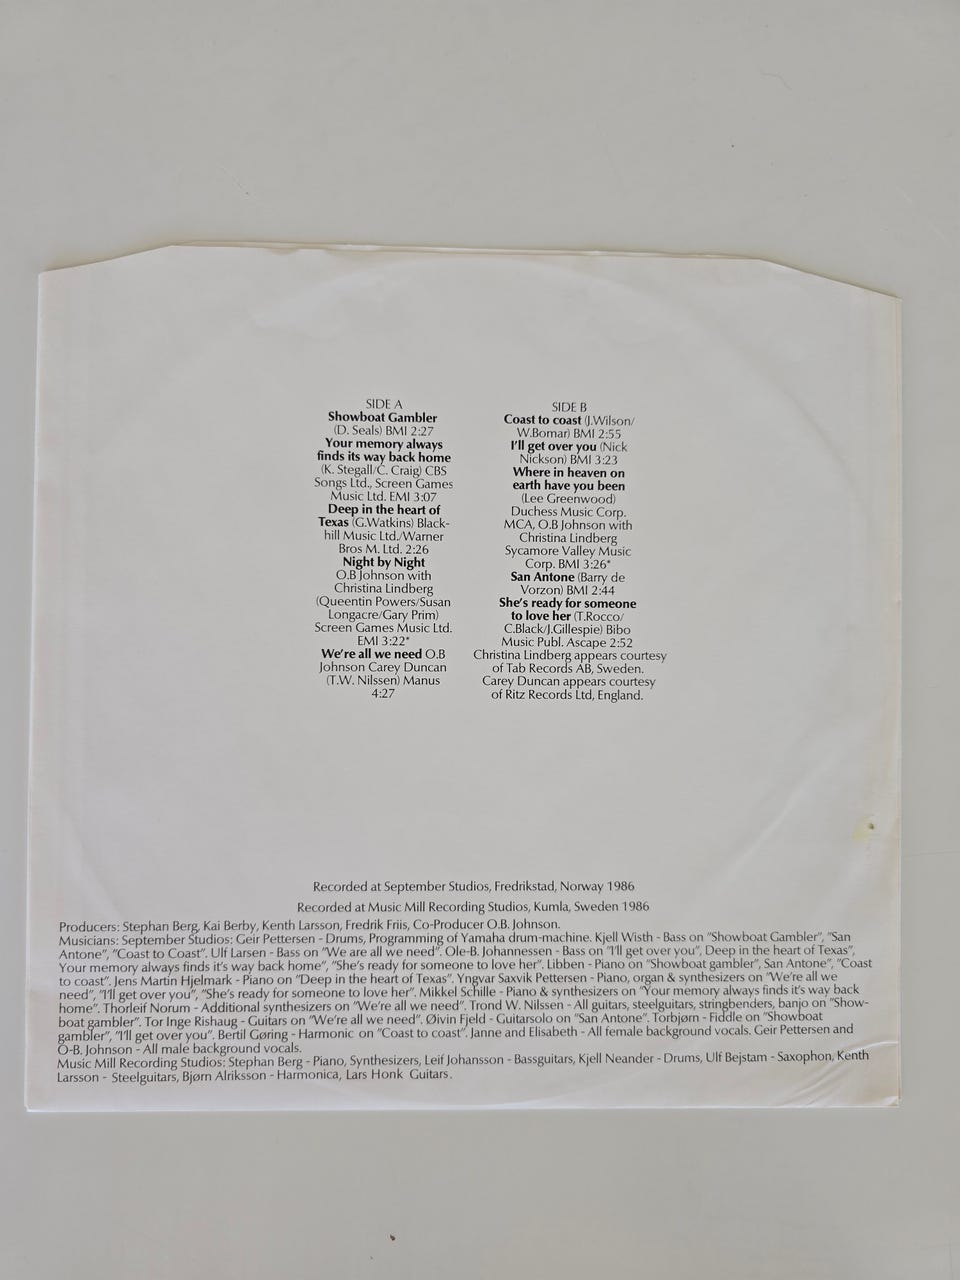 SIDE A
Showboat Gambler
(D. Seals) BMI 2:27
Your memory always
finds its way back home
(K. Stegall/C. Craig) CBS
Songs Ltd., Screen Games
Music Ltd. EMI 3:07
Deep in the heart of
Texas (G.Watkins) Black-
hill Music Ltd./Warner
Bros M. Ltd. 2:26
Night by Night
O.B Johnson with
Christina Lindberg
(Queentin Powers/Susan
Longacre/Gary Prim)
Screen Games Music Ltd.
EMI 3:22*
We're all we need O.B
Johnson Carey Duncan
(T.W. Nilssen) Manus
4:27
SIDE B
Coast to coast (J.Wilson/
W.Bomar) BMI 2:55
I'll get over you (Nick
Nickson) BMI 3:23
Where in heaven on
earth have you been
(Lee Greenwood)
Duchess Music Corp.
MCA, O.B Johnson with
Christina Lindberg
Sycamore Valley Music
Corp. BMI 3:26*
San Antone (Barry de
Vorzon) BMI 2:44
She's ready for someone
to love her (T.Rocco/
C.Black/J.Gillespie) Bibo
Music Publ. Ascape 2:52
Christina Lindberg appears courtesy
of Tab Records AB, Sweden.
Carey Duncan appears courtesy
of Ritz Records Ltd, England.
Recorded at September Studios, Fredrikstad, Norway 1986
Recorded at Music Mill Recording Studios, Kumla, Sweden 1986
Producers: Stephan Berg, Kai Berby, Kenth Larsson, Fredrik Friis, Co-Producer O.B. Johnson.
Musicians: September Studios: Geir Pettersen - Drums, Programming of Yamaha drum-machine. Kjell Wisth - Bass on "Showboat Gambler", "San
Antone", "Coast to Coast". Ulf Larsen - Bass on "We are all we need". Ole-B. Johannessen - Bass on "I'll get over you", Deep in the heart of Texas",
Your memory always finds it's way back home", "She's ready for someone to love her". Libben - Piano on "Showboat gambler", San Antone", "Coast
to coast". Jens Martin Hjelmark - Piano on "Deep in the heart of Texas". Yngvar Saxvik Pettersen - Piano, organ & synthesizers on "We're all we
need", "I'll get over you", "She's ready for someone to love her". Mikkel Schille - Piano & synthesizers on "Your memory always finds it's way back
home". Thorleif Norum - Additional synthesizers on "We're all we need". Trond W. Nilssen - All guitars, steelguitars, stringbenders, banjo on "Show-
boat gambler". Tor Inge Rishaug - Guitars on "We're all we need". Øivin Fjeld - Guitarsolo on "San Antone". Torbjørn - Fiddle on "Showboat
gambler", "I'll get over you". Bertil Gøring - Harmonic on "Coast to coast". Janne and Elisabeth - All female background vocals. Geir Pettersen and
O-B. Johnson - All male background vocals.
Music Mill Recording Studios: Stephan Berg - Piano, Synthesizers, Leif Johansson - Bassguitars, Kjell Neander - Drums, Ulf Bejstam - Saxophon, Kenth
Larsson - Steelguitars, Bjørn Alriksson - Harmonica, Lars Honk Guitars.